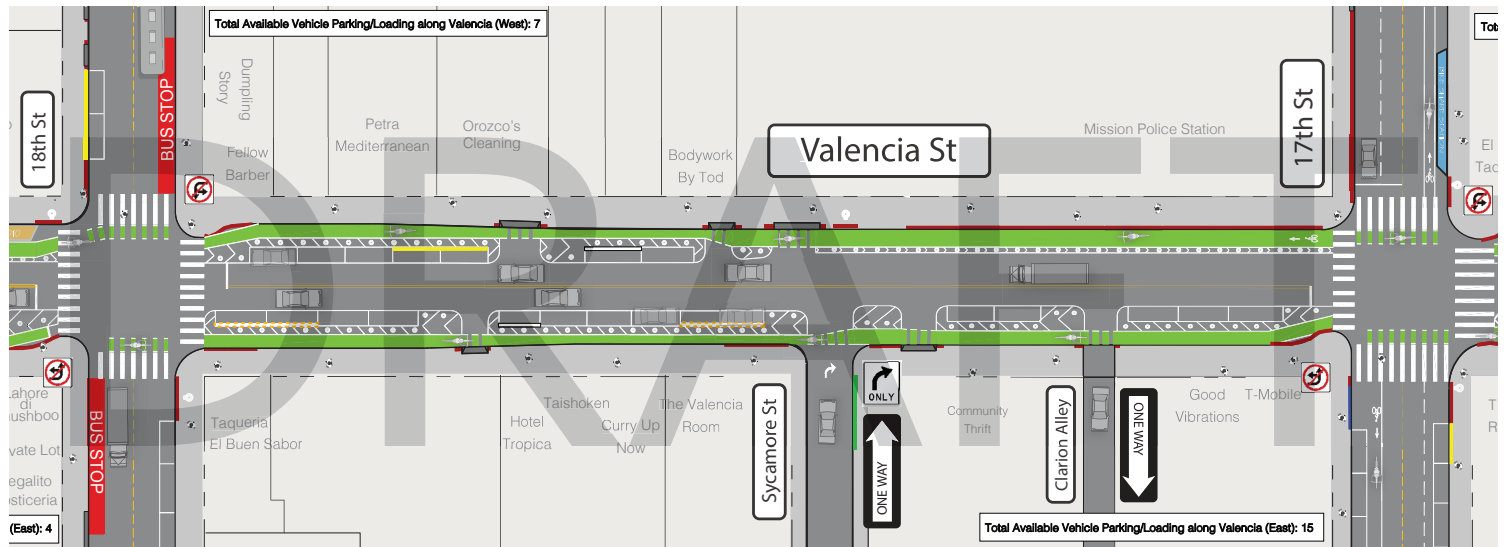 Total Available Vehicle Parking/Loading along Valencia (West): 7
Tot
18th St
BUS STOP
Dumpling
Story
Fellow
Barber
Petra
Mediterranean
Orozco's
Cleaning
Bodywork
By Tod
Valencia St
Mission Police Station
17th St
El
Taq
DRAFT
Lahore
di
Khushboo
vate Lot
egalito
osticeria
(East): 4
BUS STOP
Taqueria
El Buen Sabor
Hotel
Tropica
Taishoken
Curry Up
Now
The Valencia
Room
Sycamore St
ONLY
ONE WAY
Community
Thrift
Clarion Alley
ONE WAY
Good
Vibrations
T-Mobile
T
R
Total Available Vehicle Parking/Loading along Valencia (East): 15